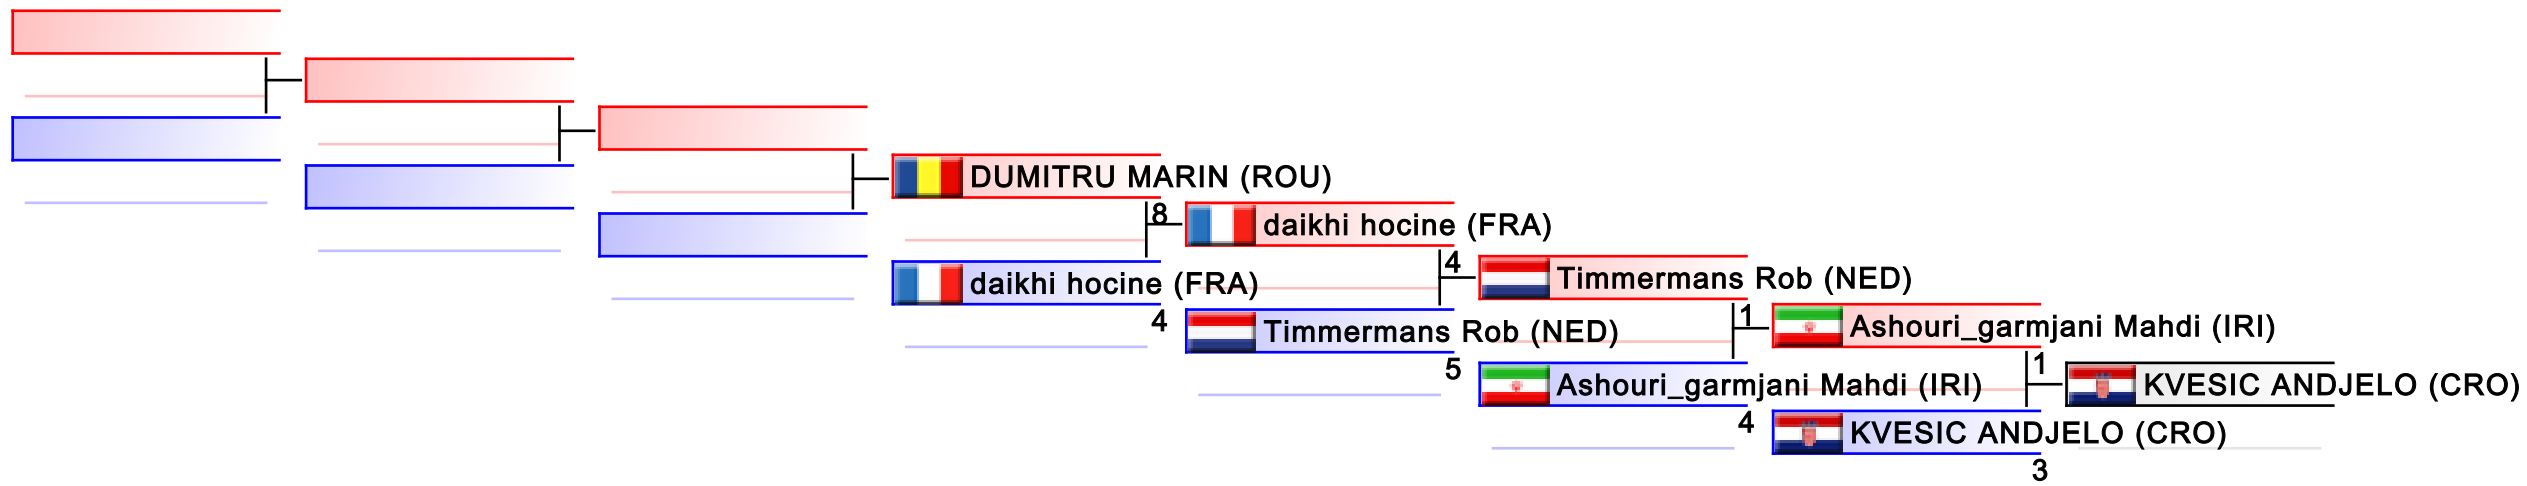 DUMITRU MARIN (ROU)
8
daikhi hocine (FRA)
4
daikhi hocine (FRA)
4
Timmermans Rob (NED)
1
Timmermans Rob (NED)
5
Ashouri_garmjani Mahdi (IRI)
1
Ashouri_garmjani Mahdi (IRI)
4
KVESIC ANDJELO (CRO)
KVESIC ANDJELO (CRO)
3